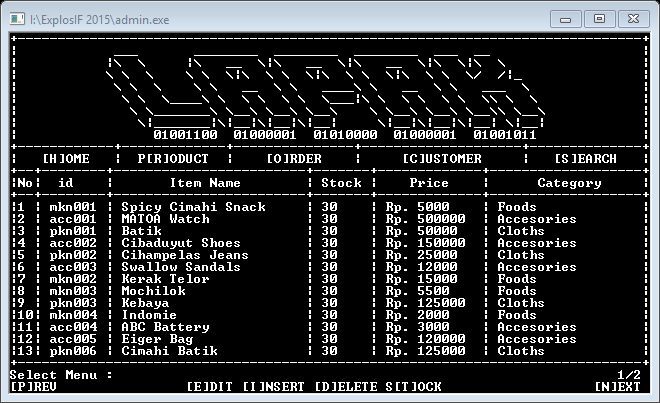 I:\ExplosIF 2015\admin.exe
LAPAK
01001100 01000001 01010000 01000001 01001011
[H]OME P[R]ODUCT [O]RDER [C]USTOMER [S]EARCH
No id Item Name Stock Price Category
1 mkn001 Spicy Cimahi Snack 30 Rp. 5000 Foods
2 acc001 MATOA Watch 30 Rp. 500000 Accesories
3 pkn001 Batik 30 Rp. 50000 Cloths
4 acc002 Cibaduyut Shoes 30 Rp. 150000 Accesories
5 pkn002 Cihampelas Jeans 30 Rp. 25000 Cloths
6 acc003 Swallow Sandals 30 Rp. 12000 Accesories
7 mkn002 Kerak Telor 30 Rp. 15000 Foods
8 mkn003 Mochilok 30 Rp. 5500 Foods
9 pkn003 Kebaya 30 Rp. 125000 Cloths
10 mkn004 Indomie 30 Rp. 2000 Foods
11 acc004 ABC Battery 30 Rp. 3000 Accesories
12 acc005 Eiger Bag 30 Rp. 120000 Accesories
13 pkn006 Cimahi Batik 30 Rp. 125000 Cloths
Select Menu : 1/2
[P]REV [E]DIT [I]NSERT [D]ELETE S[T]OCK [N]EXT